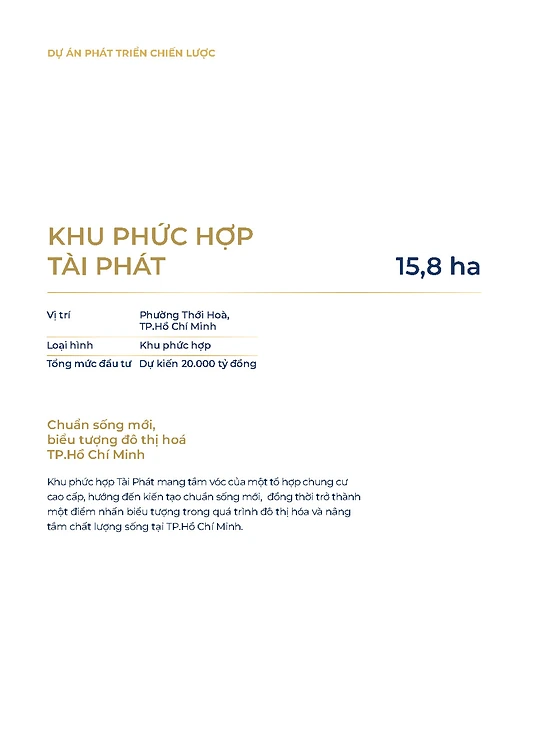 DỰ ÁN PHÁT TRIỂN CHIẾN LƯỢC
KHU PHỨC HỢP
TÀI PHÁT
15,8 ha
Vị trí Phường Thới Hoà,
TP.Hồ Chí Minh
Loại hình Khu phức hợp
Tổng mức đầu tư Dự kiến 20.000 tỷ đồng
Chuẩn sống mới,
biểu tượng đô thị hoá
TP.Hồ Chí Minh
Khu phức hợp Tài Phát mang tầm vóc của một tổ hợp chung cư
cao cấp, hướng đến kiến tạo chuẩn sống mới, đồng thời trở thành
một điểm nhấn biểu tượng trong quá trình đô thị hóa và nâng
tầm chất lượng sống tại TP.Hồ Chí Minh.